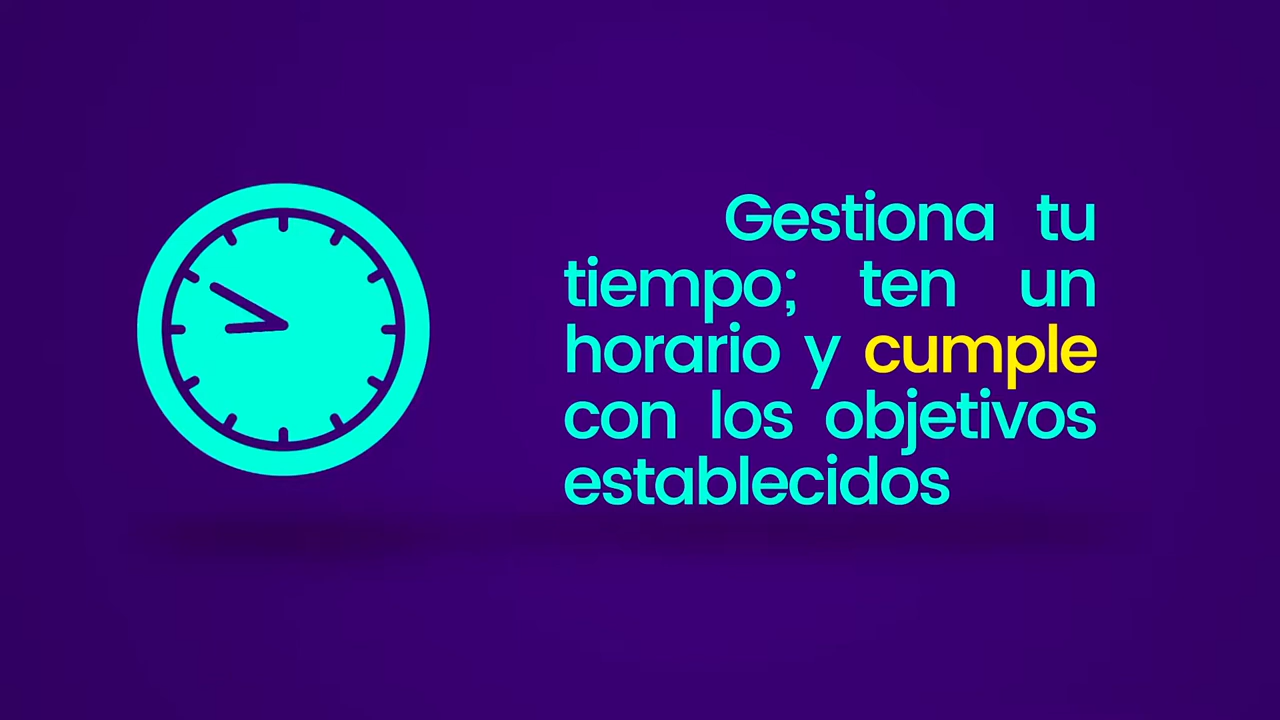 Gestiona tu
tiempo; ten un
horario y cumple
con los objetivos
establecidos